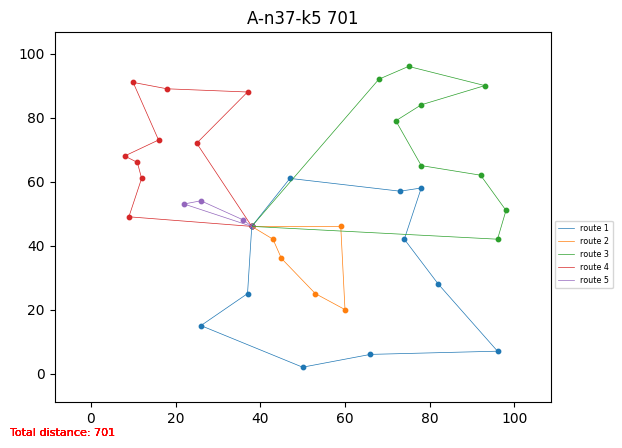 A-n37-k5 701
100
80
60
40
20
0
0 20 40 60 80 100
route 1
route 2
route 3
route 4
route 5
Total distance: 701